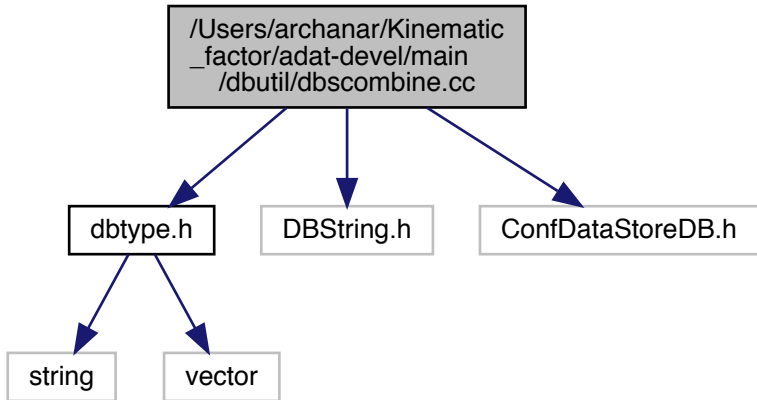 /Users/archanar/Kinematic
_factor/adat-devel/main
/dbutil/dbscombine.cc
dbtype.h
DBString.h
ConfDataStoreDB.h
string
vector